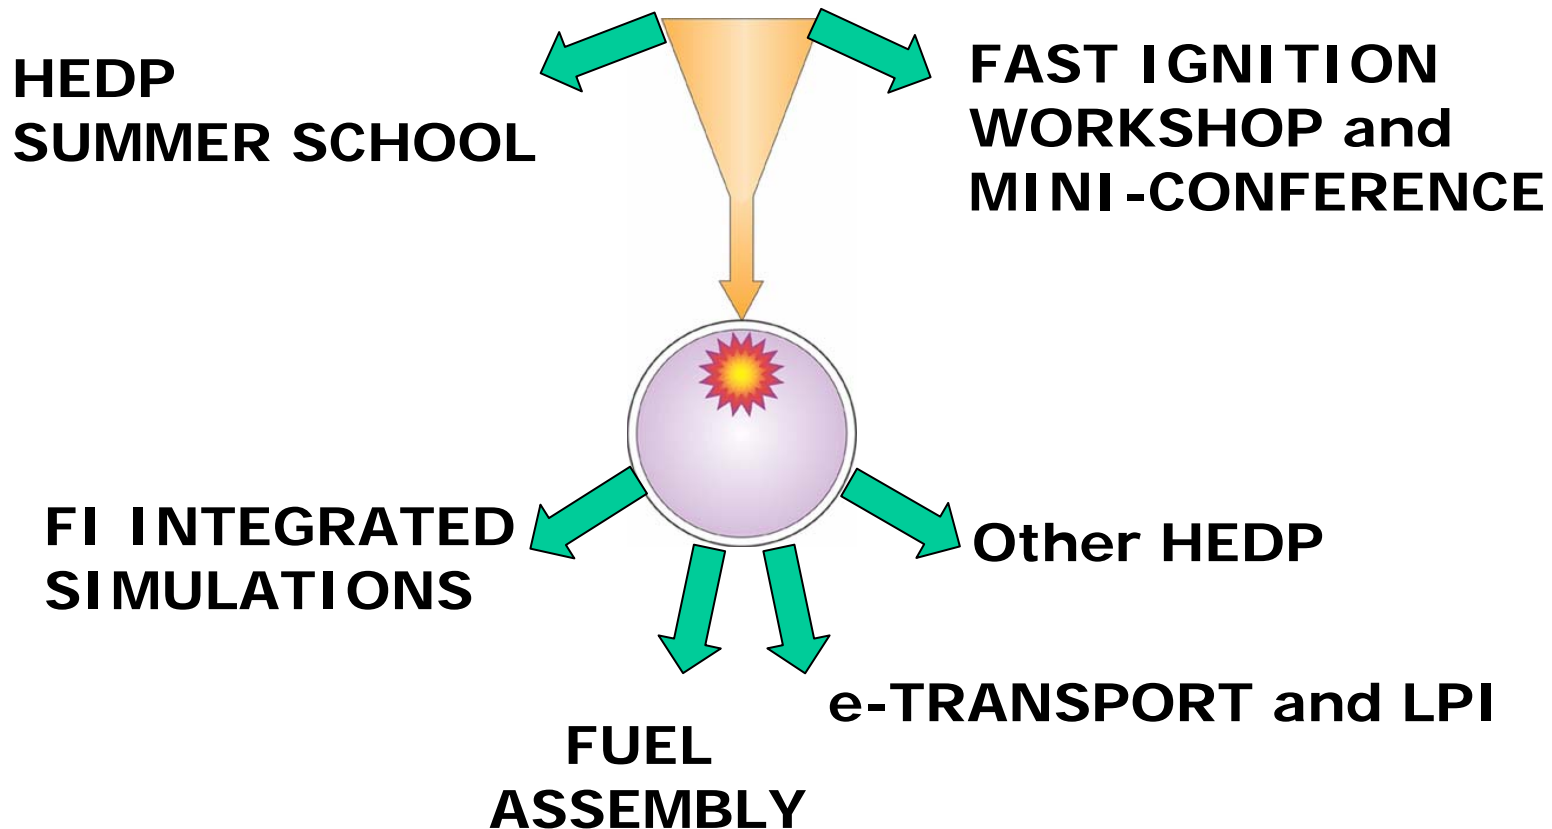 HEDP
SUMMER SCHOOL
FAST IGNITION
WORKSHOP and
MINI-CONFERENCE
FI INTEGRATED
SIMULATIONS
Other HEDP
e-TRANSPORT and LPI
FUEL
ASSEMBLY